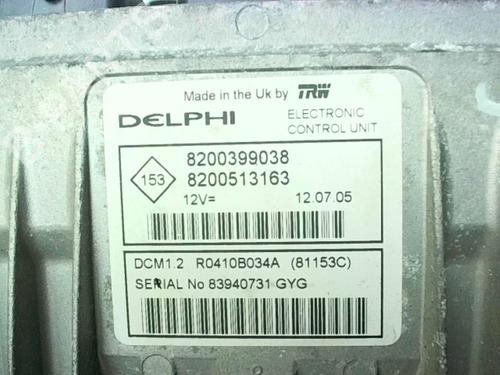 Made in the Uk by TRW
DELPHI ELECTRONIC
CONTROL UNIT
153
8200399038
8200513163
12V= 12.07.05
DCM1.2 R0410B034A (81153C)
SERIAL No 83940731 GYG